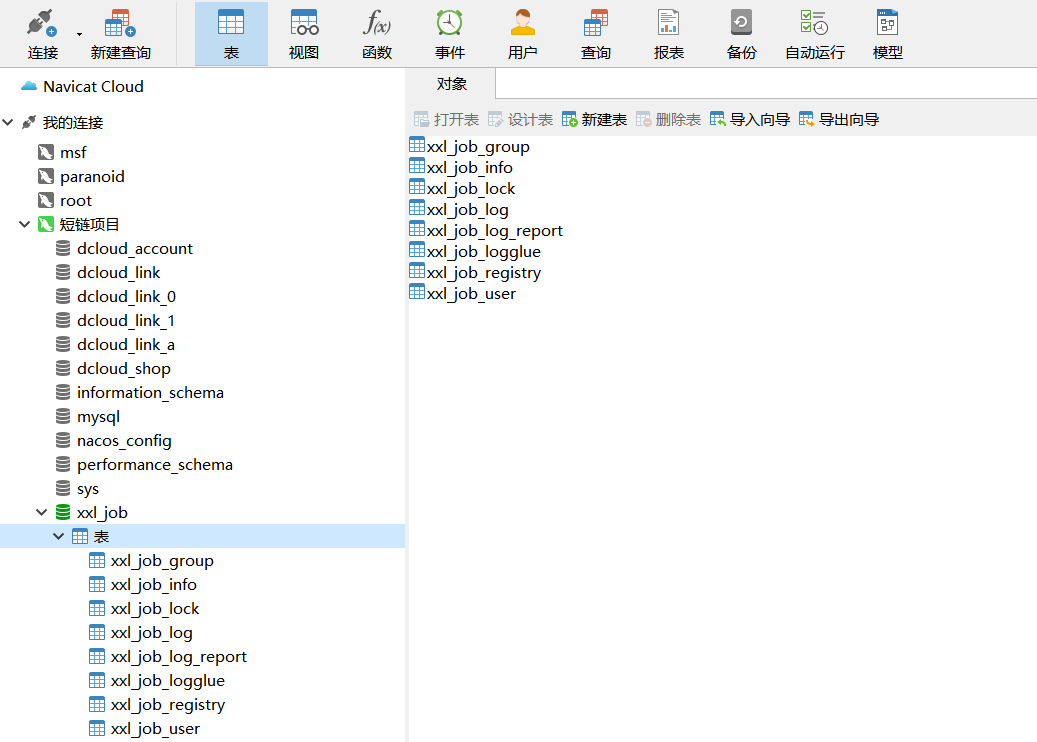 连接 新建查询 表 视图 函数 事件 用户 查询 报表 备份 自动运行 模型
Navicat Cloud
我的连接
msf
paranoid
root
短链项目
dcloud_account
dcloud_link
dcloud_link_0
dcloud_link_1
dcloud_link_a
dcloud_shop
information_schema
mysql
nacos_config
performance_schema
sys
xxl_job
表
xxl_job_group
xxl_job_info
xxl_job_lock
xxl_job_log
xxl_job_log_report
xxl_job_logglue
xxl_job_registry
xxl_job_user
对象
打开表 设计表 新建表 删除表 导入向导 导出向导
xxl_job_group
xxl_job_info
xxl_job_lock
xxl_job_log
xxl_job_log_report
xxl_job_logglue
xxl_job_registry
xxl_job_user